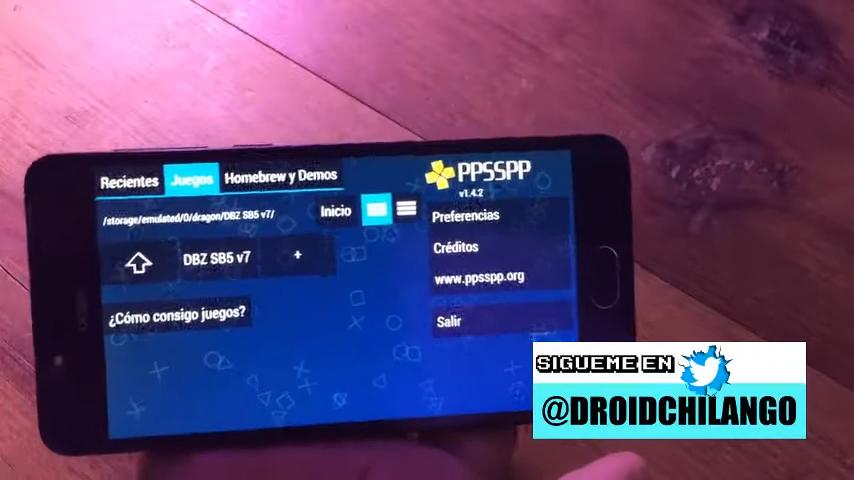 Recientes Juegos Homebrew y Demos
PPSSPP
v1.4.2
/storage/emulated/0/dragon/DBZ SB5 v7/ Inicio
Preferencias
DBZ SB5 v7 +
Créditos
www.ppsspp.org
¿Cómo consigo juegos?
Salir
SIGUEME EN
@DROIDCHILANGO